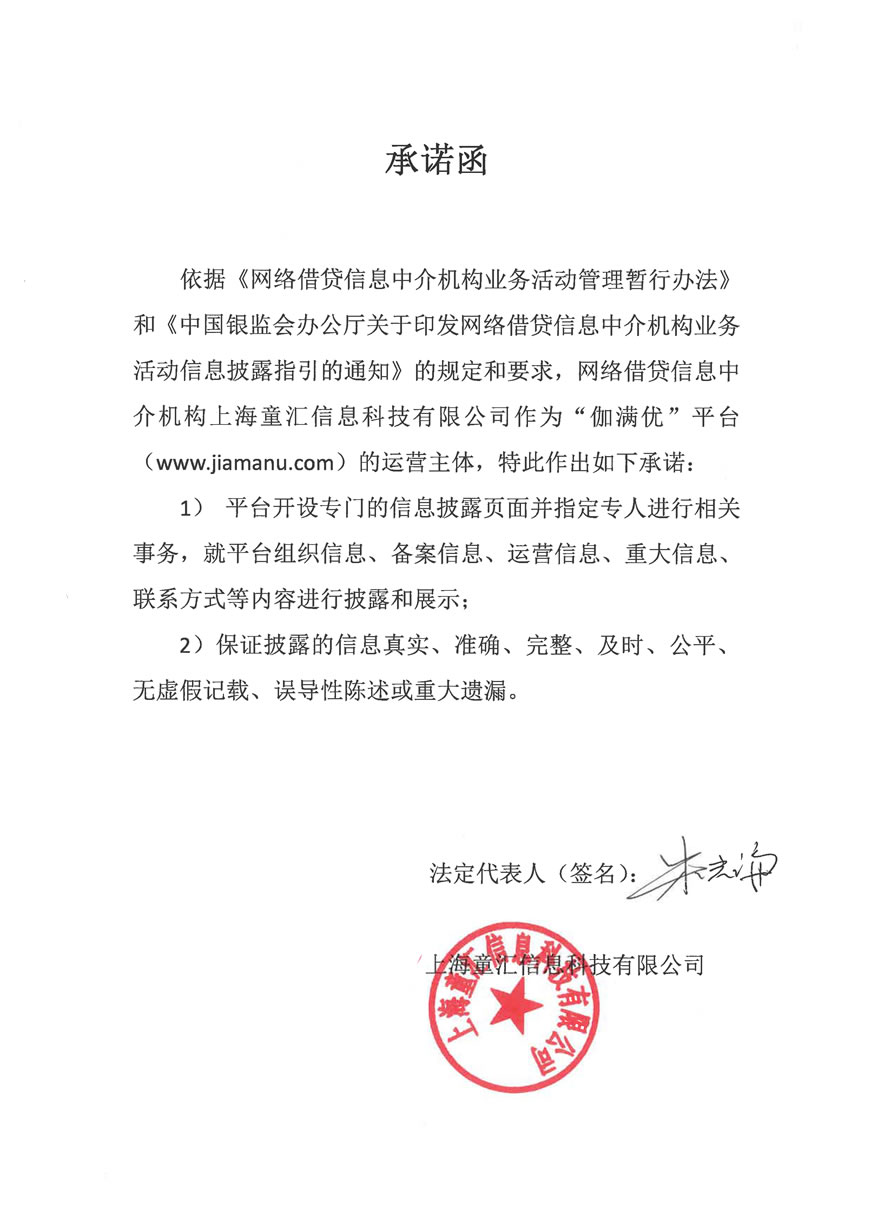 承诺函
依据《网络借贷信息中介机构业务活动管理暂行办法》
和《中国银监会办公厅关于印发网络借贷信息中介机构业务
活动信息披露指引的通知》的规定和要求，网络借贷信息中
介机构上海童汇信息科技有限公司作为“伽满优”平台
（www.jiamanu.com）的运营主体，特此作出如下承诺：
1） 平台开设专门的信息披露页面并指定专人进行相关
事务，就平台组织信息、备案信息、运营信息、重大信息、
联系方式等内容进行披露和展示；
2）保证披露的信息真实、准确、完整、及时、公平、
无虚假记载、误导性陈述或重大遗漏。
法定代表人（签名）：
上海童汇信息科技有限公司
上海童汇信息科技有限公司